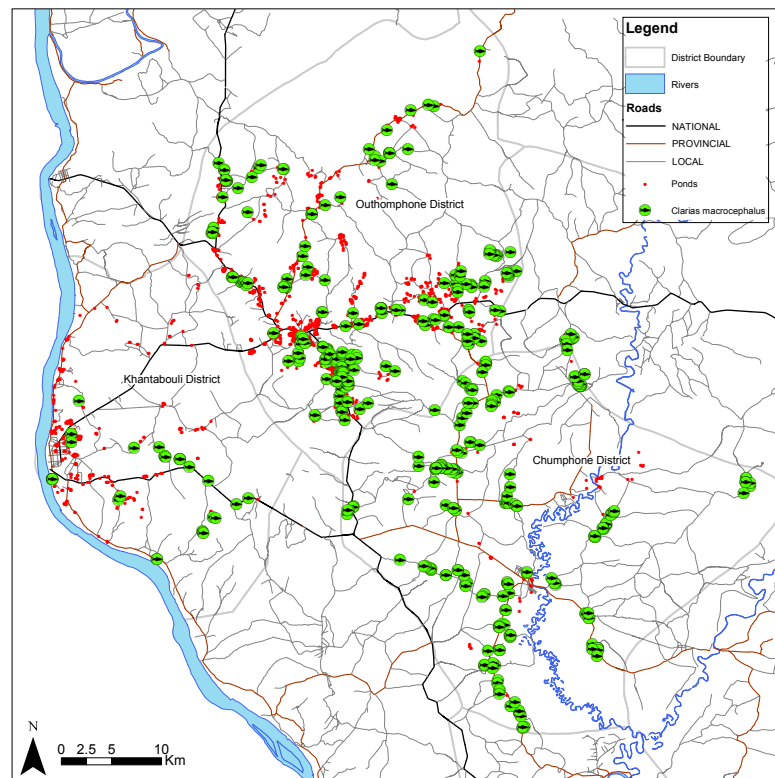 Legend
District Boundary
Rivers
Roads
NATIONAL
PROVINCIAL
LOCAL
Ponds
Clarias macrocephalus
Outhomphone District
Khantabouli District
Chumphone District
N
0 2.5 5 10
Km